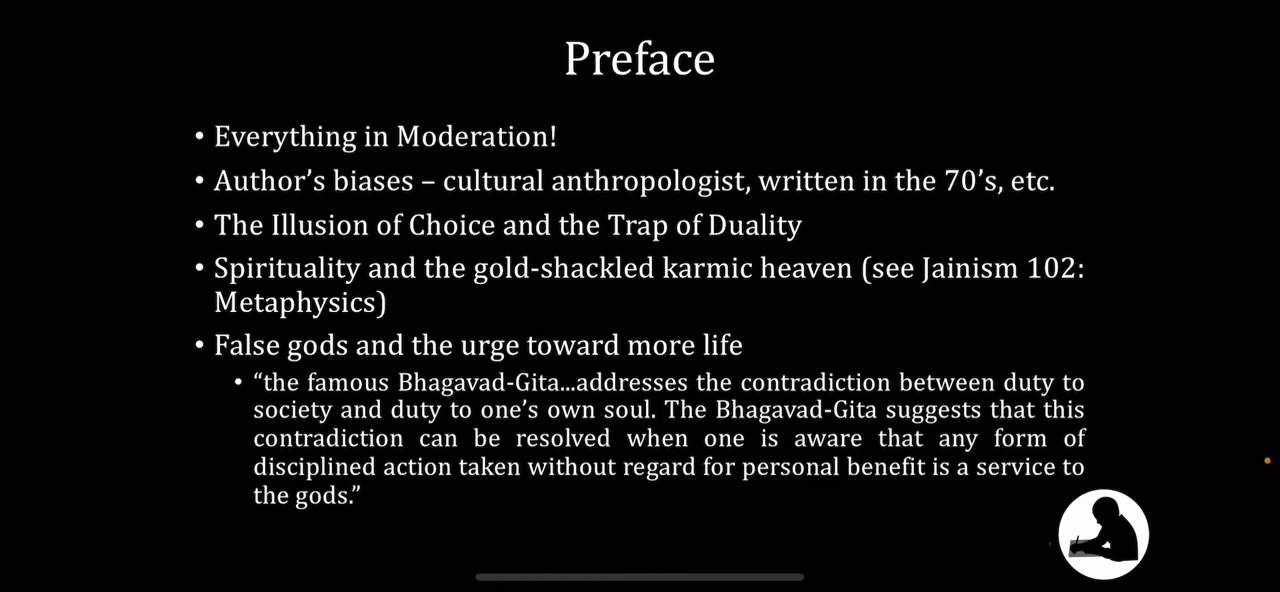 Preface
• Everything in Moderation!
• Author’s biases – cultural anthropologist, written in the 70’s, etc.
• The Illusion of Choice and the Trap of Duality
• Spirituality and the gold-shackled karmic heaven (see Jainism 102:
Metaphysics)
• False gods and the urge toward more life
• “the famous Bhagavad-Gita...addresses the contradiction between duty to
society and duty to one’s own soul. The Bhagavad-Gita suggests that this
contradiction can be resolved when one is aware that any form of
disciplined action taken without regard for personal benefit is a service to
the gods.”